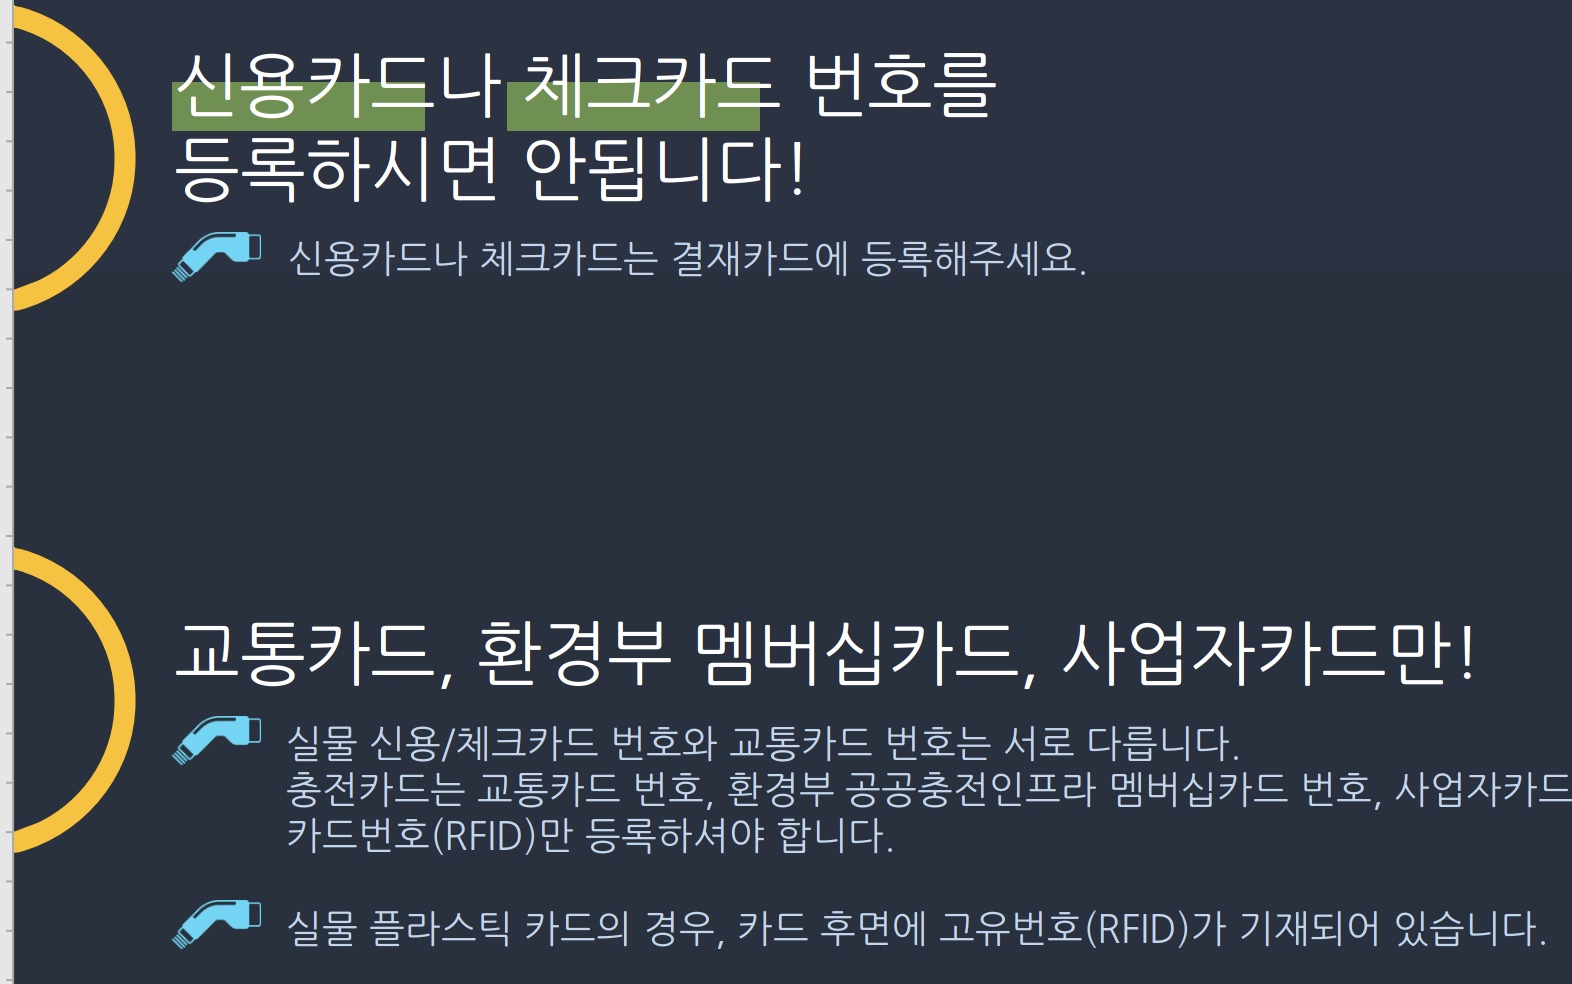 신용카드나 체크카드 번호를
등록하시면 안됩니다!
신용카드나 체크카드는 결재카드에 등록해주세요.
교통카드, 환경부 멤버십카드, 사업자카드만!
실물 신용/체크카드 번호와 교통카드 번호는 서로 다릅니다.
충전카드는 교통카드 번호, 환경부 공공충전인프라 멤버십카드 번호, 사업자카드
카드번호(RFID)만 등록하셔야 합니다.
실물 플라스틱 카드의 경우, 카드 후면에 고유번호(RFID)가 기재되어 있습니다.